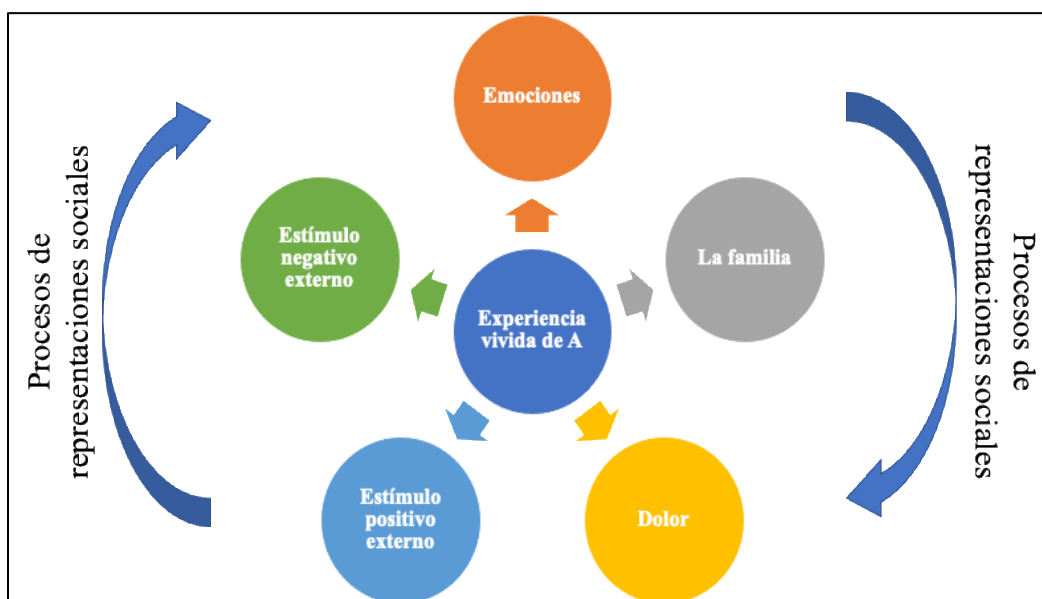 Procesos de
representaciones sociales
Emociones
Estímulo
negativo
externo
La familia
Experiencia
vivida de A
Estímulo
positivo
externo
Dolor
Procesos de
representaciones sociales